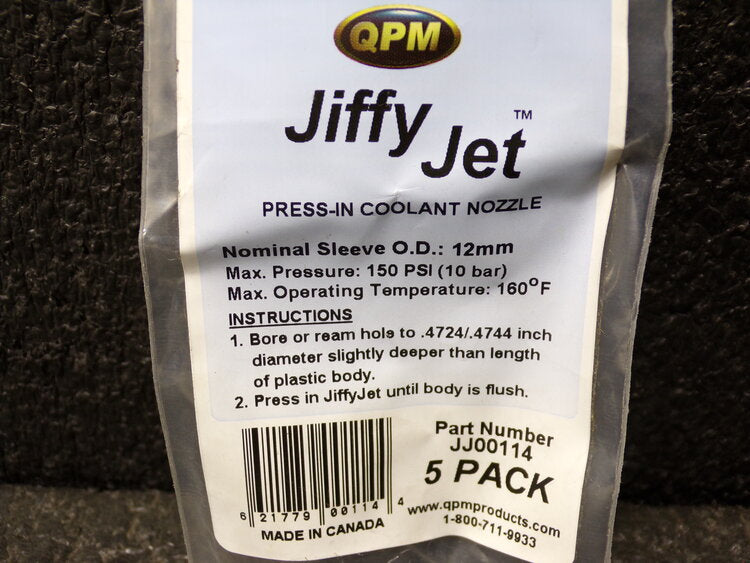 QPM
Jiffy Jet™
PRESS-IN COOLANT NOZZLE
Nominal Sleeve O.D.: 12mm
Max. Pressure: 150 PSI (10 bar)
Max. Operating Temperature: 160°F
INSTRUCTIONS
1. Bore or ream hole to .4724/.4744 inch
diameter slightly deeper than length
of plastic body.
2. Press in JiffyJet until body is flush.
Part Number
JJ00114
5 PACK
6 21779 00114 4
MADE IN CANADA
www.qpmproducts.com
1-800-711-9933